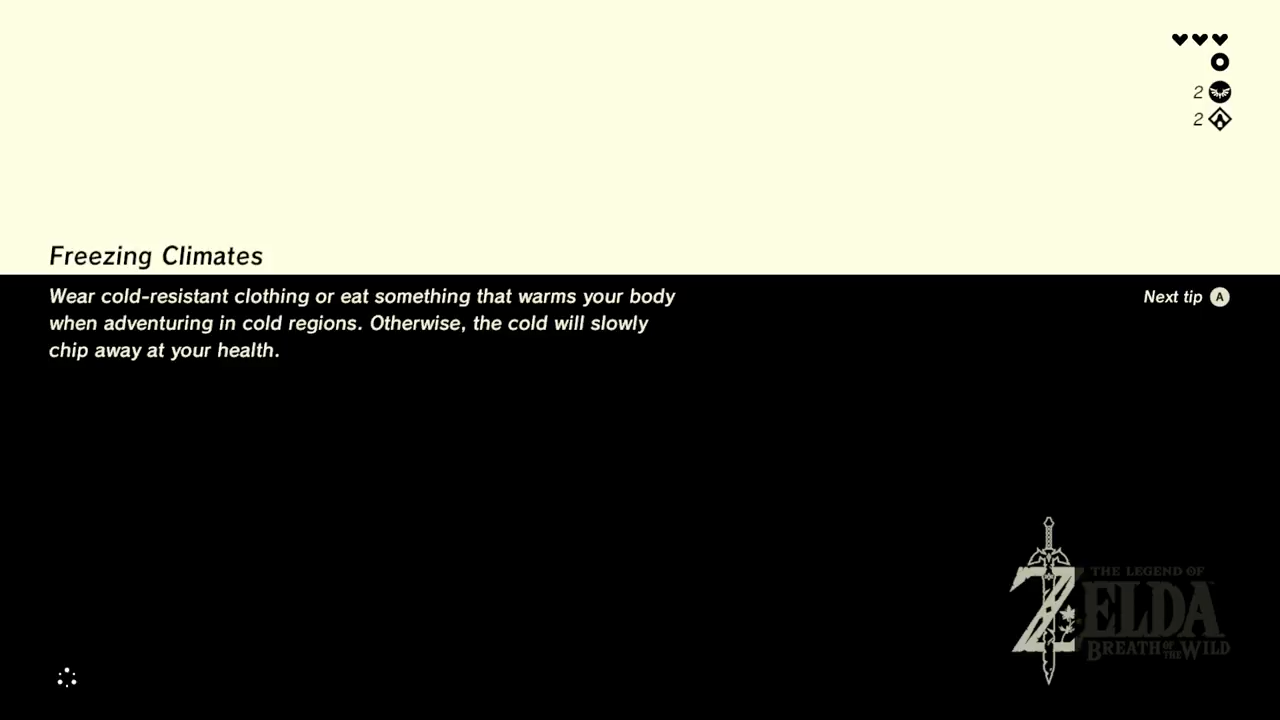 2
2
Freezing Climates
Wear cold-resistant clothing or eat something that warms your body
when adventuring in cold regions. Otherwise, the cold will slowly
chip away at your health.
Next tip A
THE LEGEND OF
ZELDA
BREATH OF THE WILD